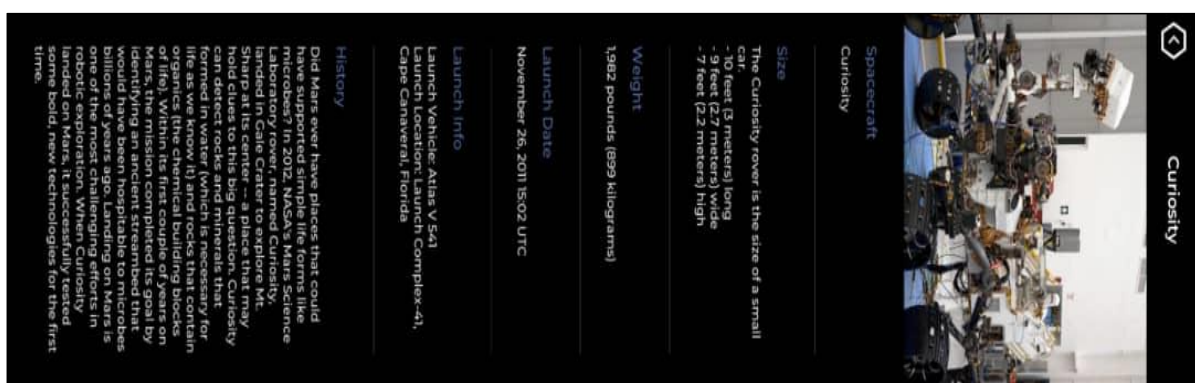 Curiosity
Spacecraft
Curiosity
Size
The Curiosity rover is the size of a small
car.
- 10 feet (3 meters) long
- 9 feet (2.7 meters) wide
- 7 feet (2.2 meters) high
Weight
1,982 pounds (899 kilograms)
Launch Date
November 26, 2011 15:02 UTC
Launch Info
Launch Vehicle: Atlas V 541
Launch Location: Launch Complex-41,
Cape Canaveral, Florida
History
Did Mars ever have places that could
have supported simple life forms like
microbes? In 2012, NASA's Mars Science
Laboratory rover, named Curiosity,
landed in Gale Crater to explore Mt.
Sharp at its center -- a place that may
hold clues to this big question. Curiosity
can detect rocks and minerals that
formed in water (which is necessary for
life as we know it) and rocks that contain
organics (the chemical building blocks
of life). Within its first couple of years on
Mars, the mission completed its goal by
identifying an ancient streambed that
would have been hospitable to microbes
billions of years ago. Landing on Mars is
one of the most challenging efforts in
robotic exploration. When Curiosity
landed on Mars, it successfully tested
some bold, new technologies for the first
time.